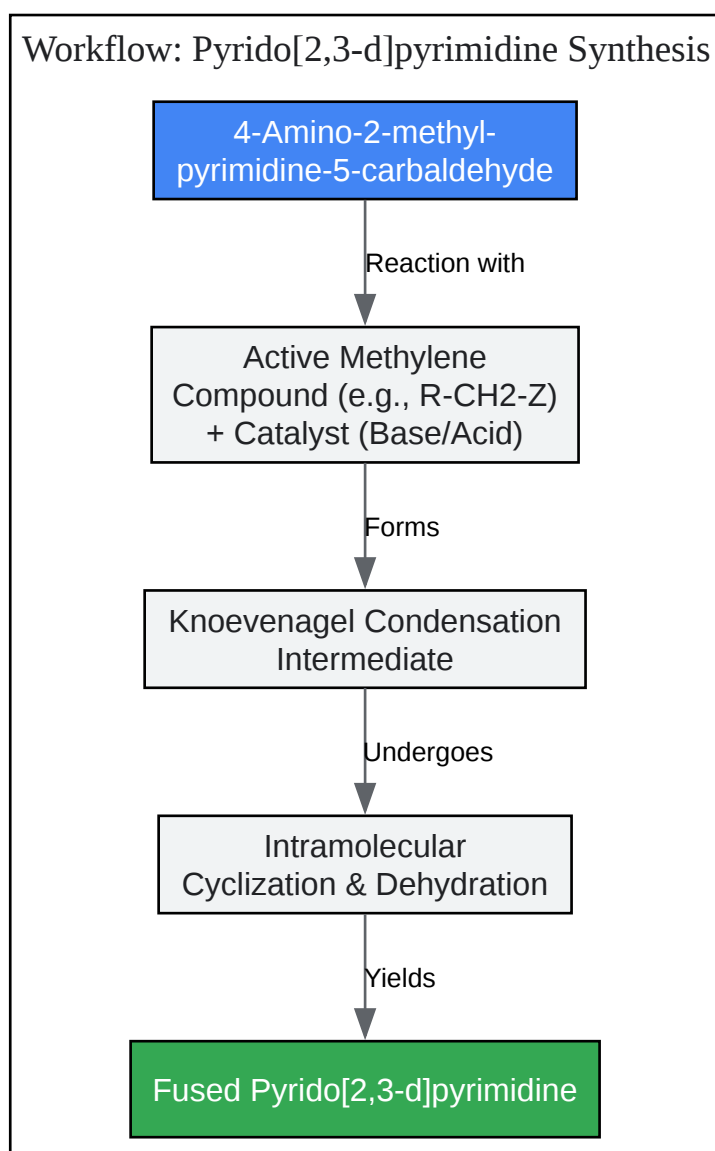 Workflow: Pyrido[2,3-d]pyrimidine Synthesis
4-Amino-2-methyl-
pyrimidine-5-carbaldehyde
Reaction with
Active Methylene
Compound (e.g., R-CH2-Z)
+ Catalyst (Base/Acid)
Forms
Knoevenagel Condensation
Intermediate
Undergoes
Intramolecular
Cyclization & Dehydration
Yields
Fused Pyrido[2,3-d]pyrimidine